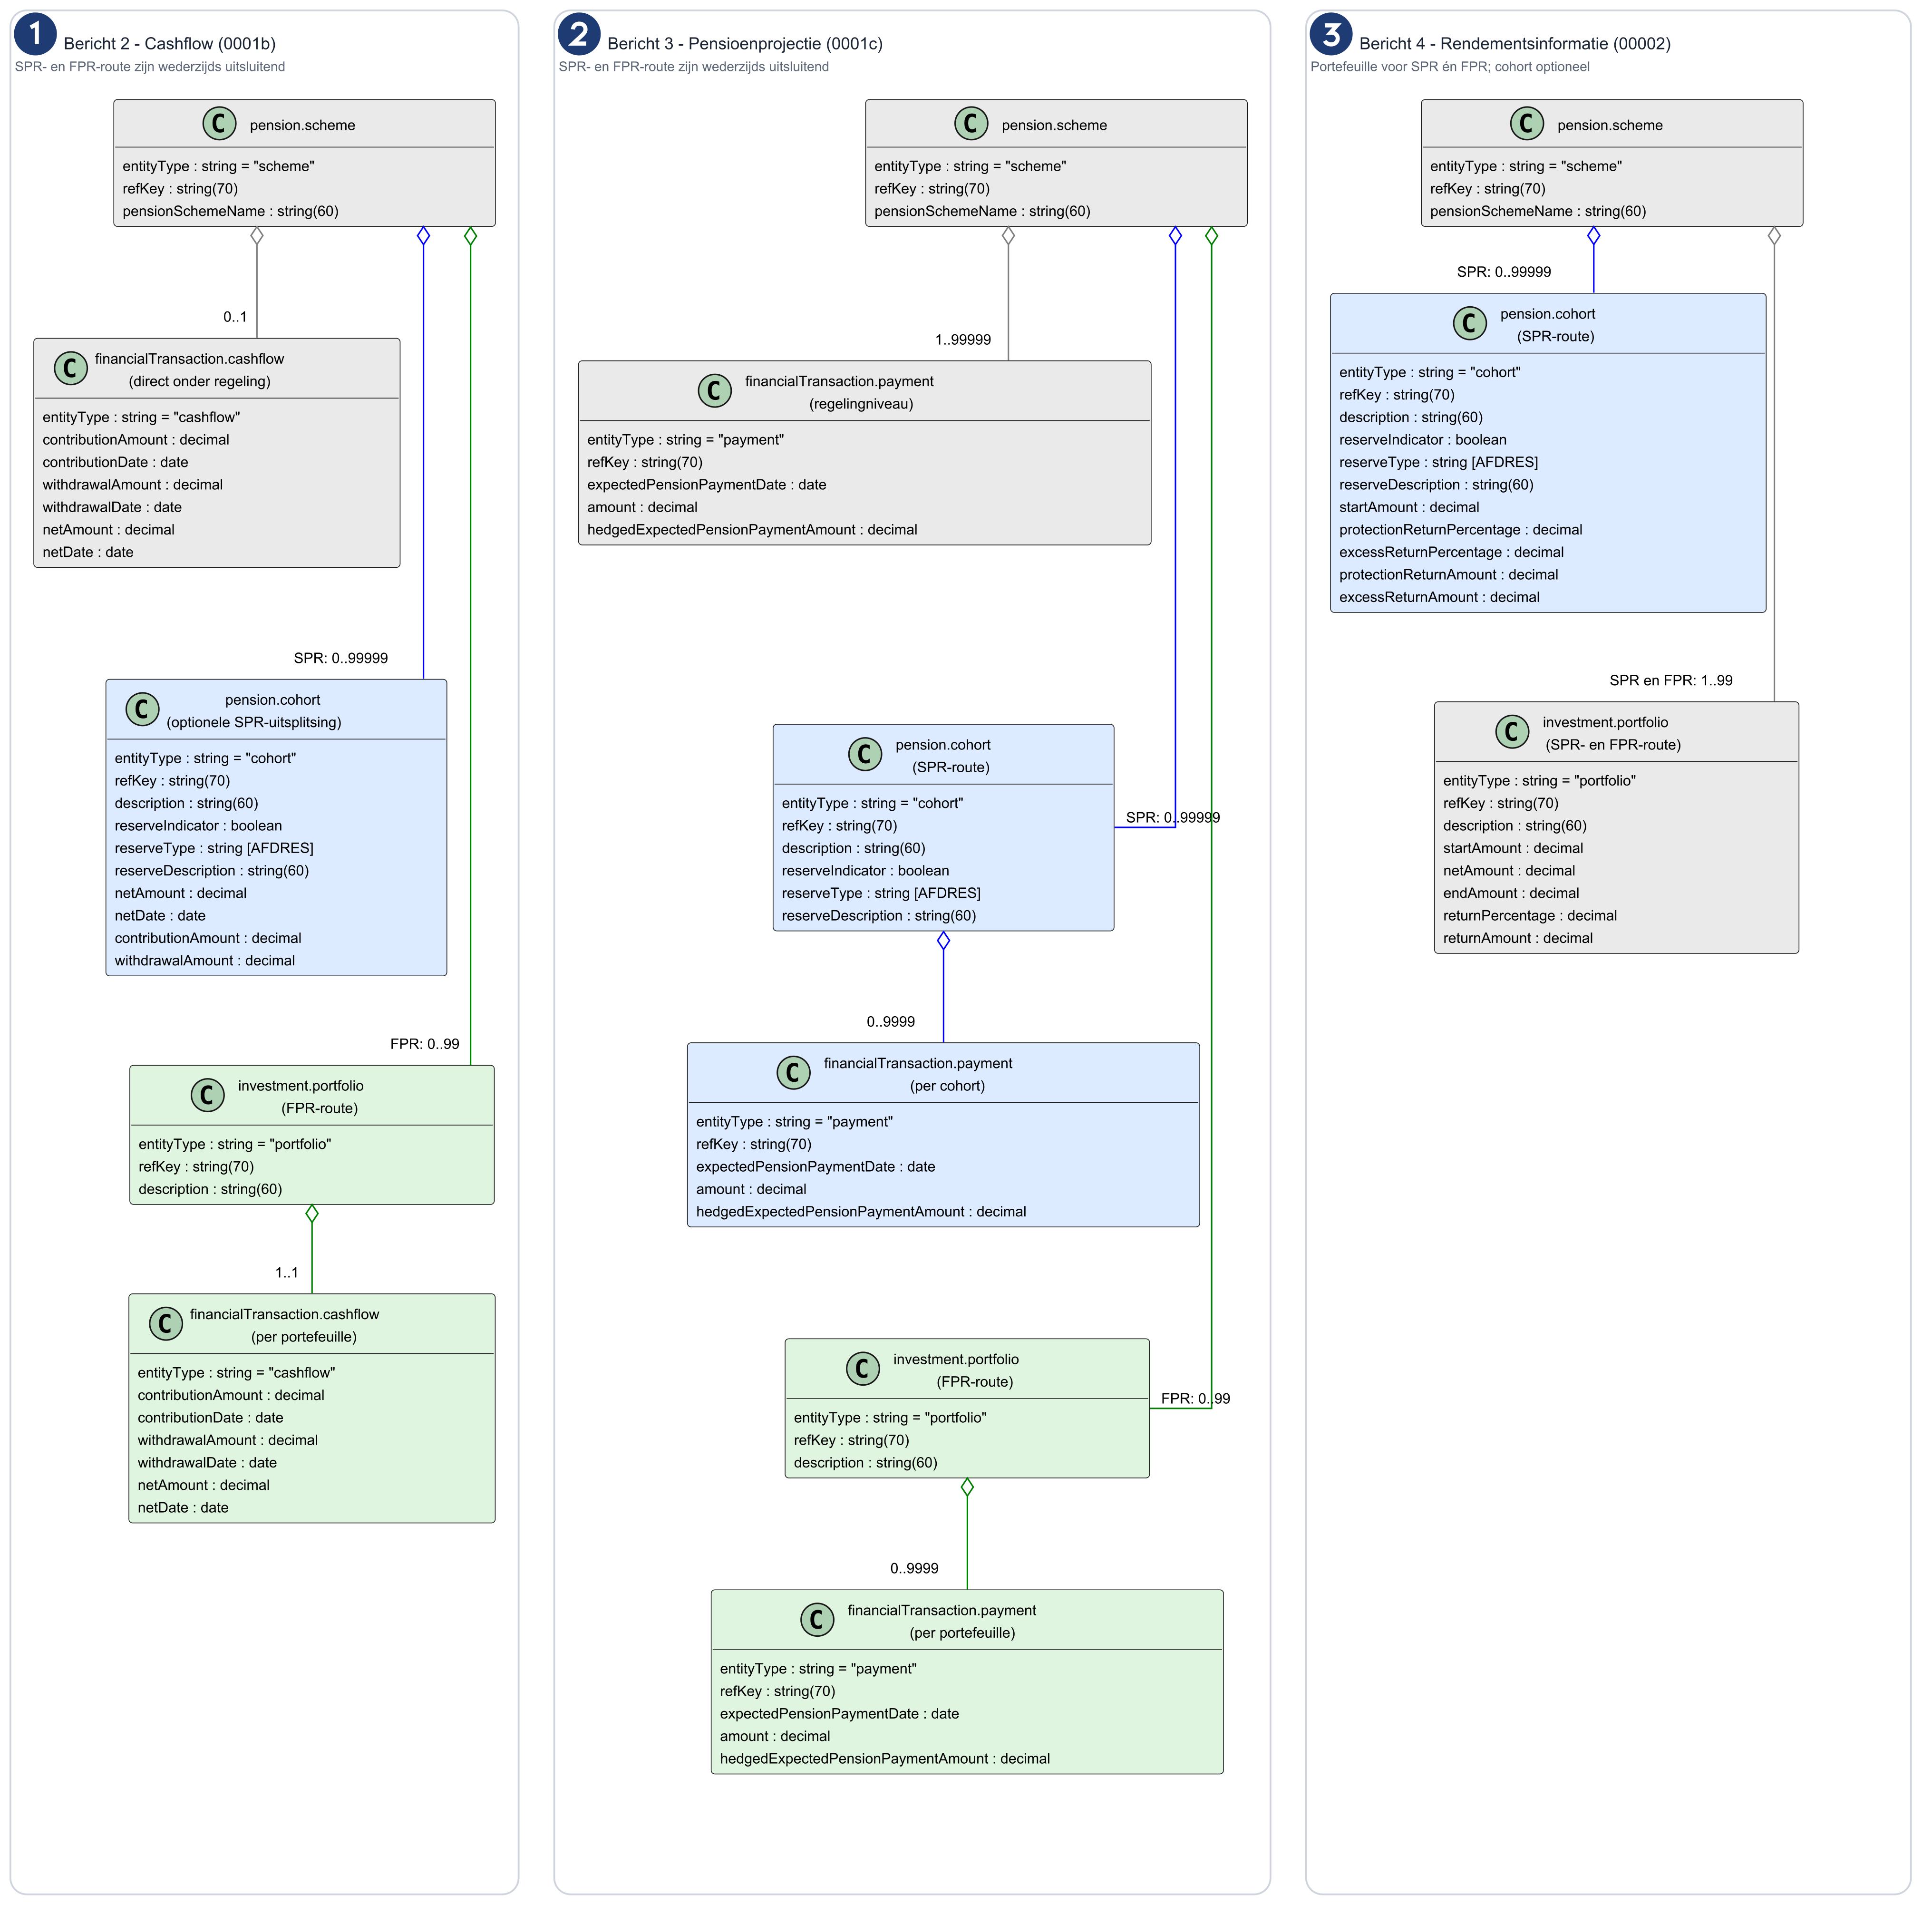 1
Bericht 2 - Cashflow (0001b)
SPR- en FPR-route zijn wederzijds uitsluitend
C pension.scheme
entityType : string = "scheme"
refKey : string(70)
pensionSchemeName : string(60)
0..1
C financialTransaction.cashflow
(direct onder regeling)
entityType : string = "cashflow"
contributionAmount : decimal
contributionDate : date
withdrawalAmount : decimal
withdrawalDate : date
netAmount : decimal
netDate : date
SPR: 0..99999
C pension.cohort
(optionele SPR-uitsplitsing)
entityType : string = "cohort"
refKey : string(70)
description : string(60)
reserveIndicator : boolean
reserveType : string [AFDRES]
reserveDescription : string(60)
netAmount : decimal
netDate : date
contributionAmount : decimal
withdrawalAmount : decimal
FPR: 0..99
C investment.portfolio
(FPR-route)
entityType : string = "portfolio"
refKey : string(70)
description : string(60)
1..1
C financialTransaction.cashflow
(per portefeuille)
entityType : string = "cashflow"
contributionAmount : decimal
contributionDate : date
withdrawalAmount : decimal
withdrawalDate : date
netAmount : decimal
netDate : date
2
Bericht 3 - Pensioenprojectie (0001c)
SPR- en FPR-route zijn wederzijds uitsluitend
C pension.scheme
entityType : string = "scheme"
refKey : string(70)
pensionSchemeName : string(60)
1..99999
C financialTransaction.payment
(regelingniveau)
entityType : string = "payment"
refKey : string(70)
expectedPensionPaymentDate : date
amount : decimal
hedgedExpectedPensionPaymentAmount : decimal
C pension.cohort
(SPR-route)
entityType : string = "cohort"
refKey : string(70)
description : string(60)
reserveIndicator : boolean
reserveType : string [AFDRES]
reserveDescription : string(60)
SPR: 0..99999
0..9999
C financialTransaction.payment
(per cohort)
entityType : string = "payment"
refKey : string(70)
expectedPensionPaymentDate : date
amount : decimal
hedgedExpectedPensionPaymentAmount : decimal
C investment.portfolio
(FPR-route)
entityType : string = "portfolio"
refKey : string(70)
description : string(60)
FPR: 0..99
0..9999
C financialTransaction.payment
(per portefeuille)
entityType : string = "payment"
refKey : string(70)
expectedPensionPaymentDate : date
amount : decimal
hedgedExpectedPensionPaymentAmount : decimal
3
Bericht 4 - Rendementsinformatie (00002)
Portefeuille voor SPR én FPR; cohort optioneel
C pension.scheme
entityType : string = "scheme"
refKey : string(70)
pensionSchemeName : string(60)
SPR: 0..99999
C pension.cohort
(SPR-route)
entityType : string = "cohort"
refKey : string(70)
description : string(60)
reserveIndicator : boolean
reserveType : string [AFDRES]
reserveDescription : string(60)
startAmount : decimal
protectionReturnPercentage : decimal
excessReturnPercentage : decimal
protectionReturnAmount : decimal
excessReturnAmount : decimal
SPR en FPR: 1..99
C investment.portfolio
(SPR- en FPR-route)
entityType : string = "portfolio"
refKey : string(70)
description : string(60)
startAmount : decimal
netAmount : decimal
endAmount : decimal
returnPercentage : decimal
returnAmount : decimal